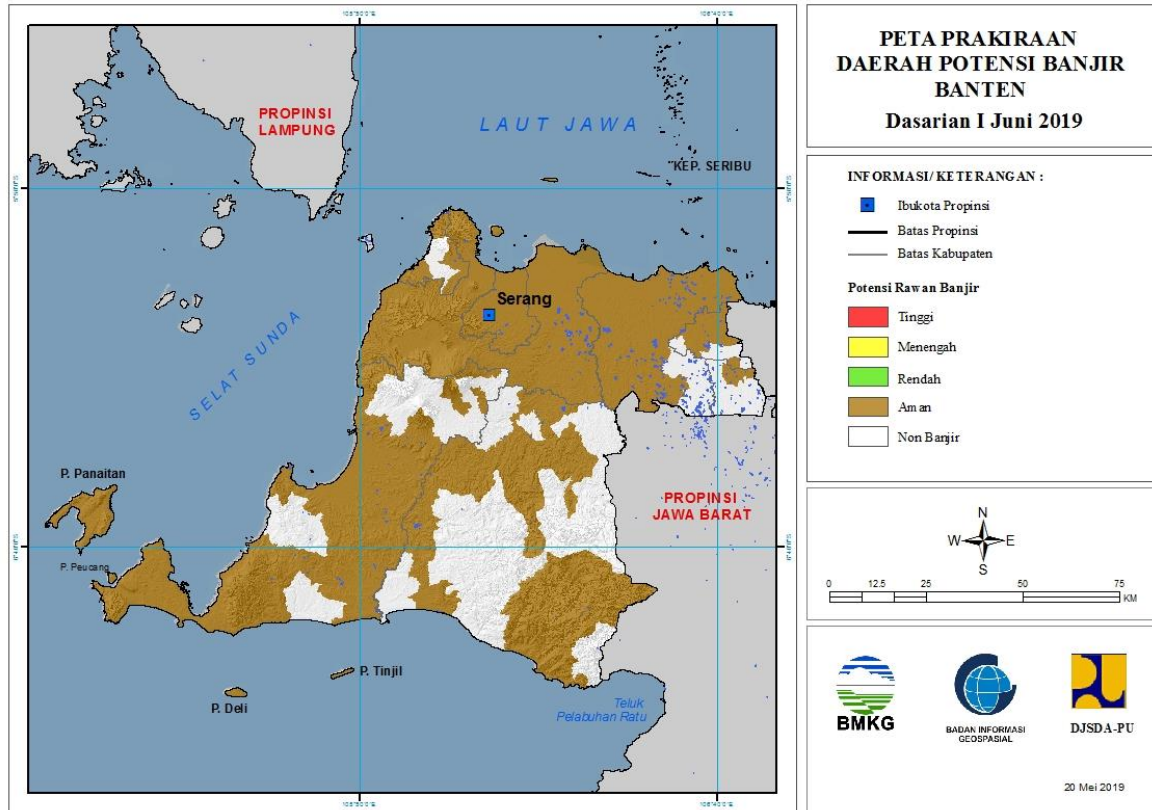 PROPINSI
LAMPUNG
LAUT JAWA
KEP. SERIBU
Serang
SELAT SUNDA
P. Panaitan
P. Peucang
PROPINSI
JAWA BARAT
P. Tinjil
P. Deli
Teluk
Pelabuhan Ratu
PETA PRAKIRAAN
DAERAH POTENSI BANJIR
BANTEN
Dasarian I Juni 2019
INFORMASI/KETERANGAN :
Ibukota Propinsi
Batas Propinsi
Batas Kabupaten
Potensi Rawan Banjir
Tinggi
Menengah
Rendah
Aman
Non Banjir
N
W E
S
0 12.5 25 50 75
KM
BMKG
BADAN INFORMASI
GEOSPASIAL
DJSDA-PU
20 Mei 2019